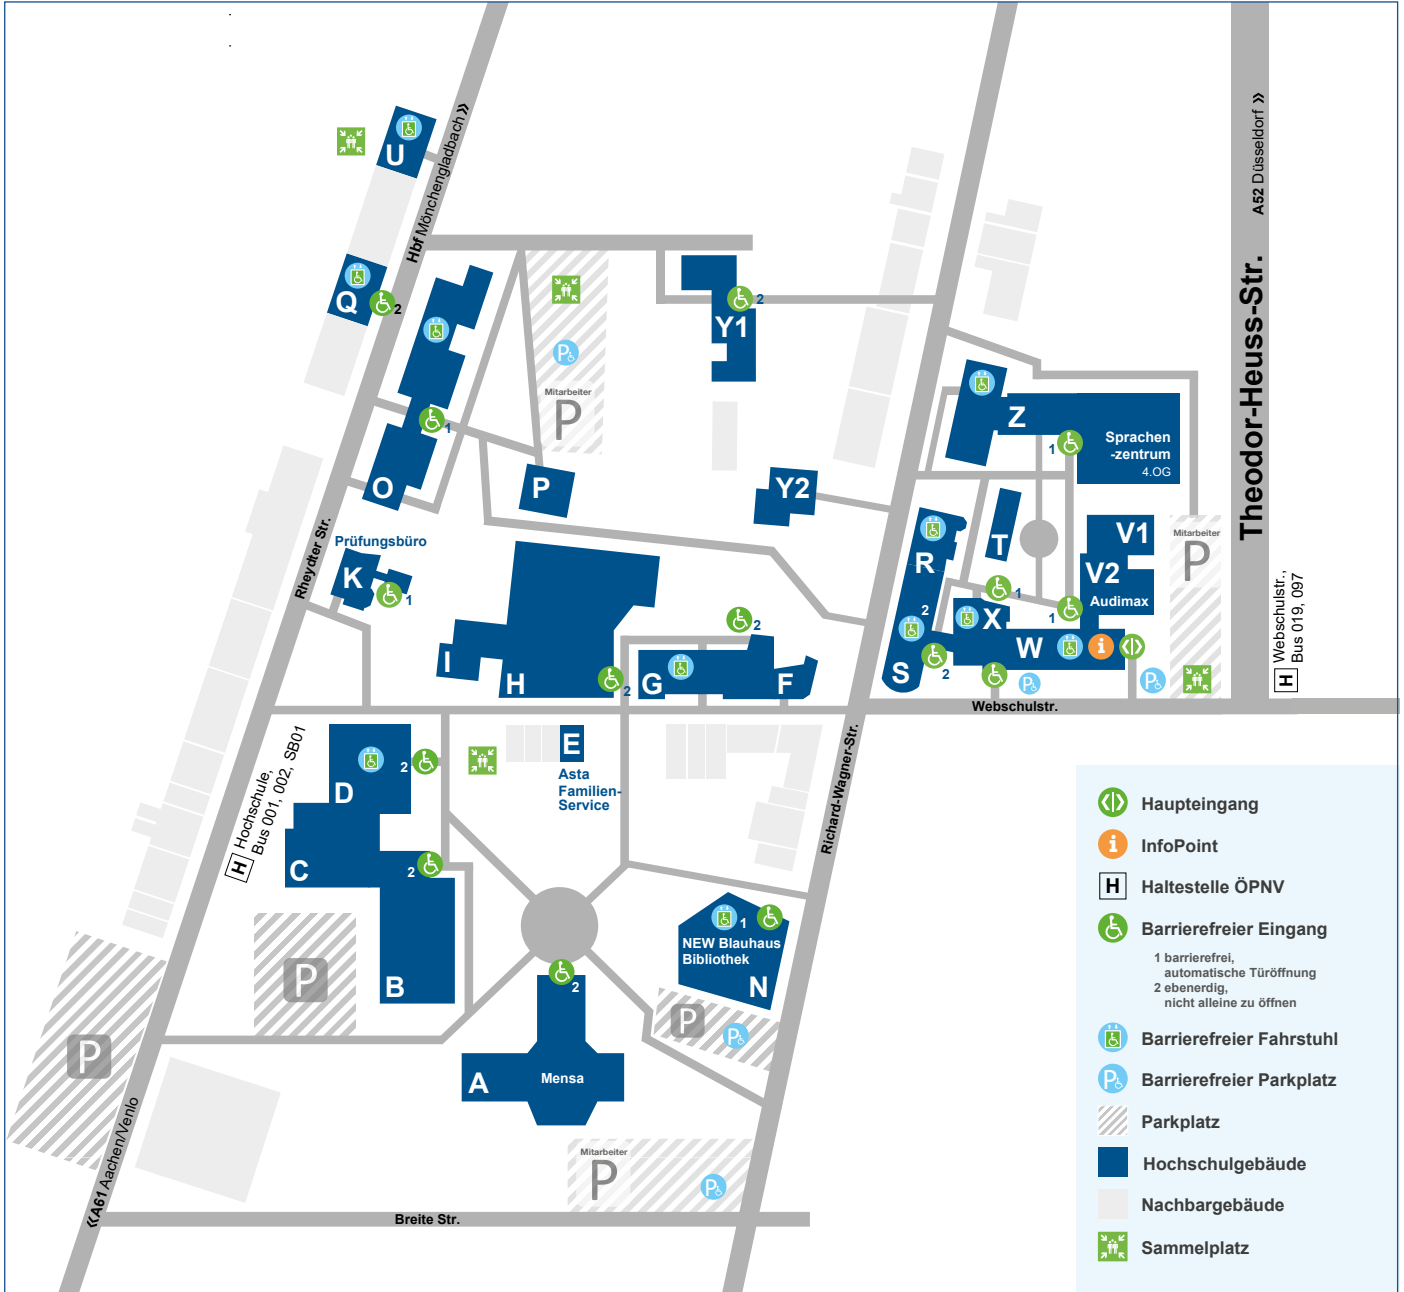 U
Hbf Mönchengladbach »
A52 Düsseldorf »
Theodor-Heuss-Str.
Q
2
Y1
2
P
Mitarbeiter
P
1
O
P
Y2
Z
1
Sprachen
-zentrum
4.OG
Rheydter Str.
Prüfungsbüro
K
1
R
T
V1
V2
Audimax
Mitarbeiter
P
1
1
2
X
W
i
S
2
P
P
Webschulstr.,
Bus 019, 097
H
I
H
2
G
F
2
Webschulstr.
Richard-Wagner-Str.
D
2
E
Asta
Familien-
Service
H Hochschule,
Bus 001, 002, SB01
C
2
B
P
P
NEW Blauhaus
Bibliothek
1
N
P
P
2
A
Mensa
Mitarbeiter
P
P
«A61 Aachen/Venlo
Breite Str.
Haupteingang
i InfoPoint
H Haltestelle ÖPNV
Barrierefreier Eingang
1 barrierefrei,
automatische Türöffnung
2 ebenerdig,
nicht alleine zu öffnen
Barrierefreier Fahrstuhl
P Barrierefreier Parkplatz
Parkplatz
Hochschulgebäude
Nachbargebäude
Sammelplatz